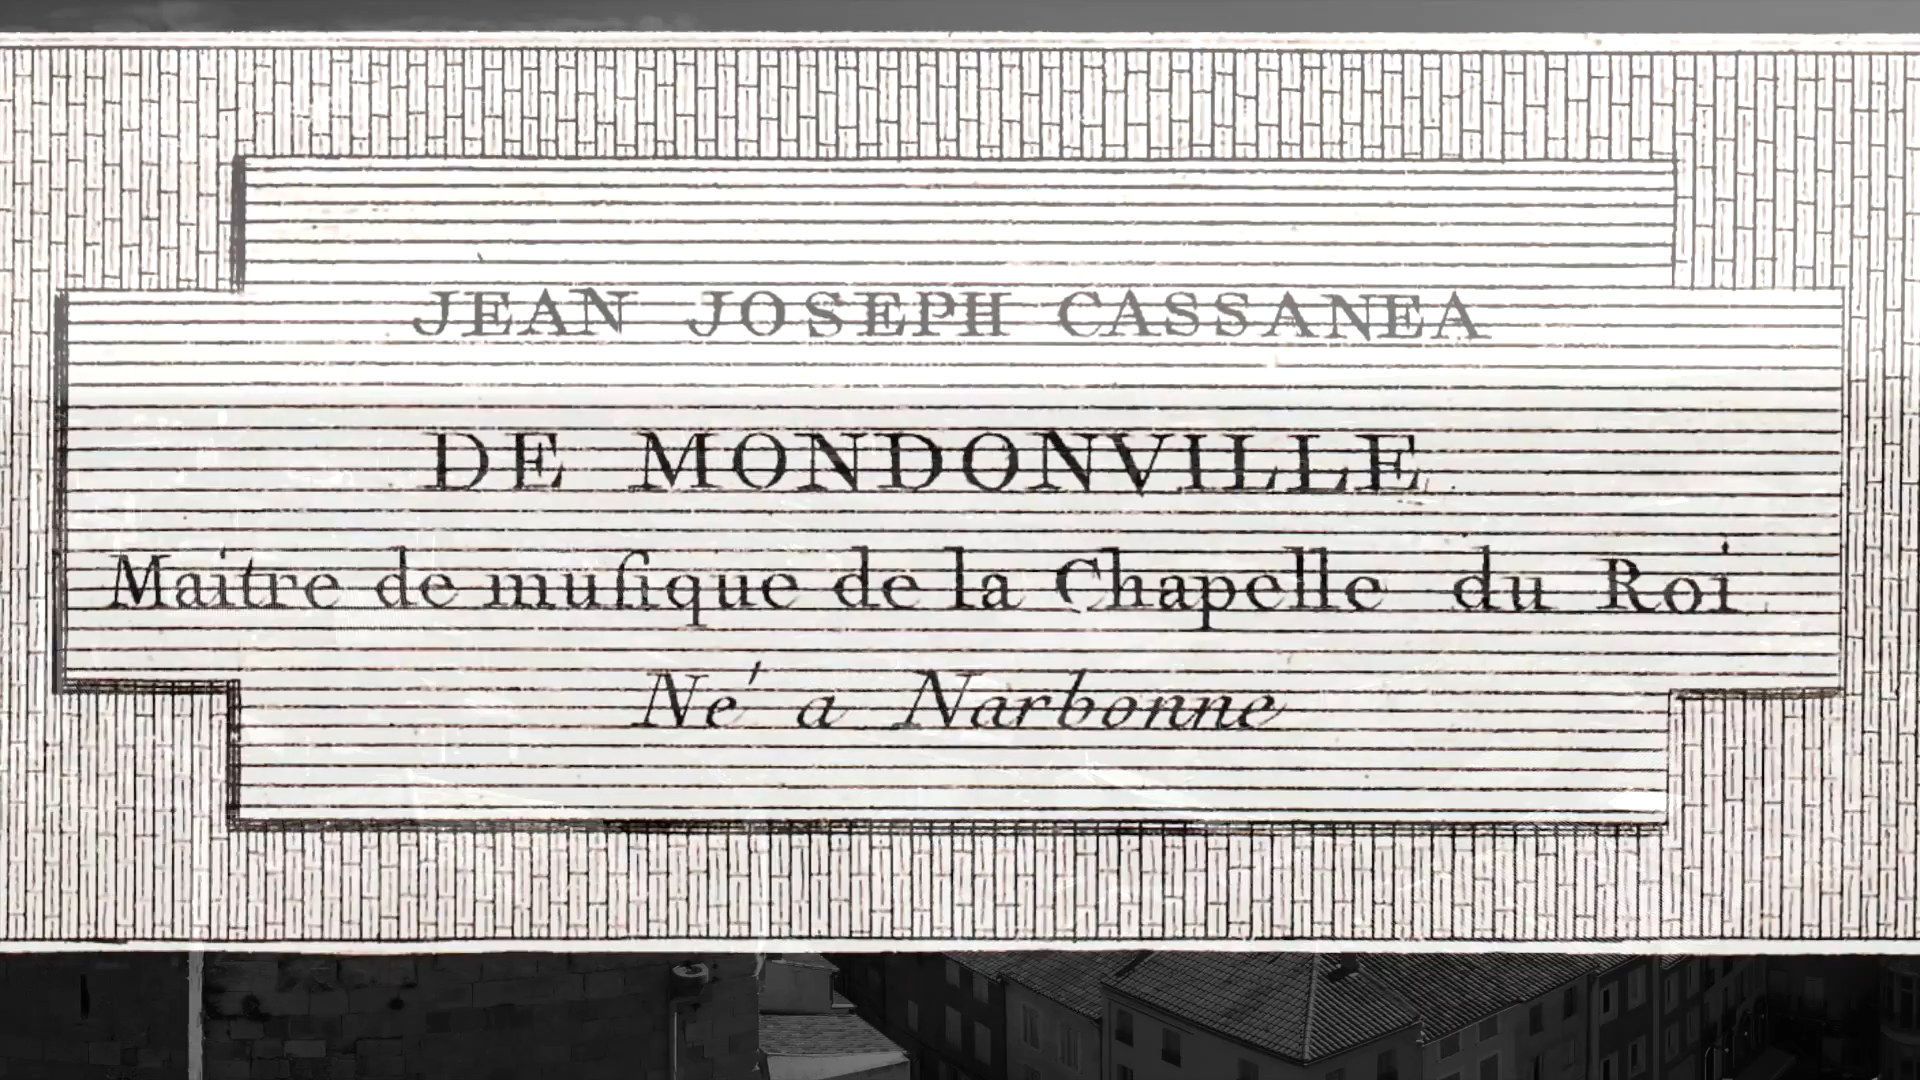 JEAN JOSEPH CASSANEA
DE MONDONVILLE
Maitre de muſique de la Chapelle du Roi
Né a Narbonne